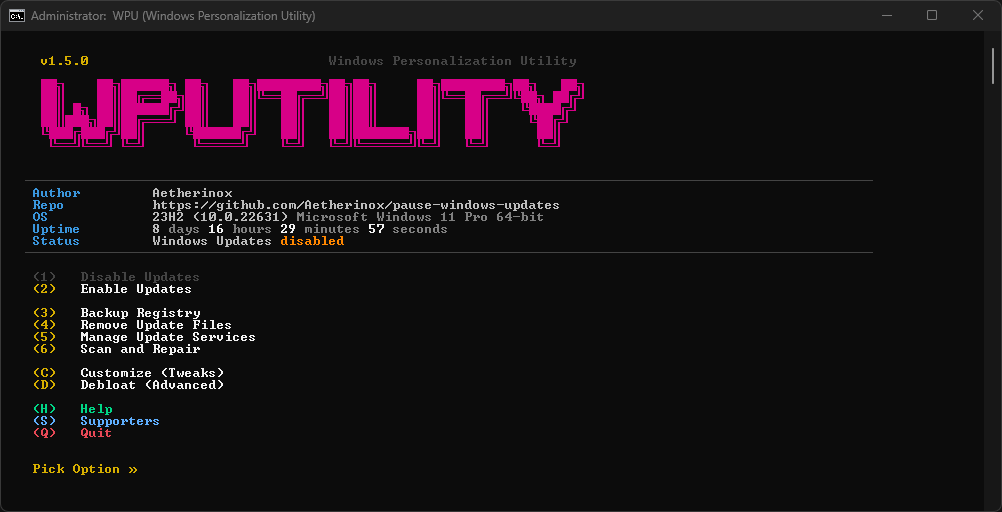 Administrator: WPU (Windows Personalization Utility)
v1.5.0 Windows Personalization Utility
WPUTILITY
Author Aetherinox
Repo https://github.com/Aetherinox/pause-windows-updates
OS 23H2 (10.0.22631) Microsoft Windows 11 Pro 64-bit
Uptime 8 days 16 hours 29 minutes 57 seconds
Status Windows Updates disabled
(1) Disable Updates
(2) Enable Updates
(3) Backup Registry
(4) Remove Update Files
(5) Manage Update Services
(6) Scan and Repair
(C) Customize (Tweaks)
(D) Debloat (Advanced)
(H) Help
(S) Supporters
(Q) Quit
Pick Option »